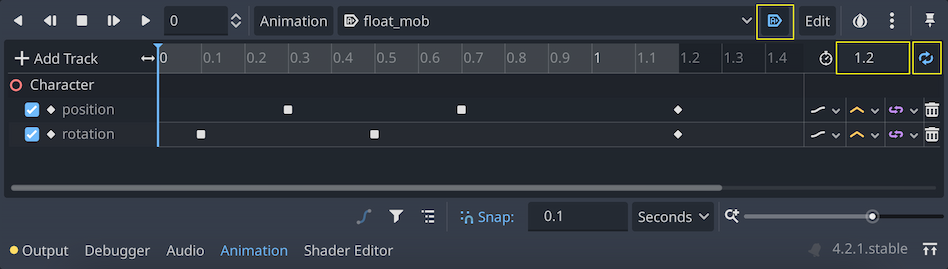 0 Animation float_mob Edit
Add Track 0 0.1 0.2 0.3 0.4 0.5 0.6 0.7 0.8 0.9 1 1.1 1.2 1.3 1.4 1.2
Character
position
rotation
Snap: 0.1 Seconds
Output Debugger Audio Animation Shader Editor 4.2.1.stable